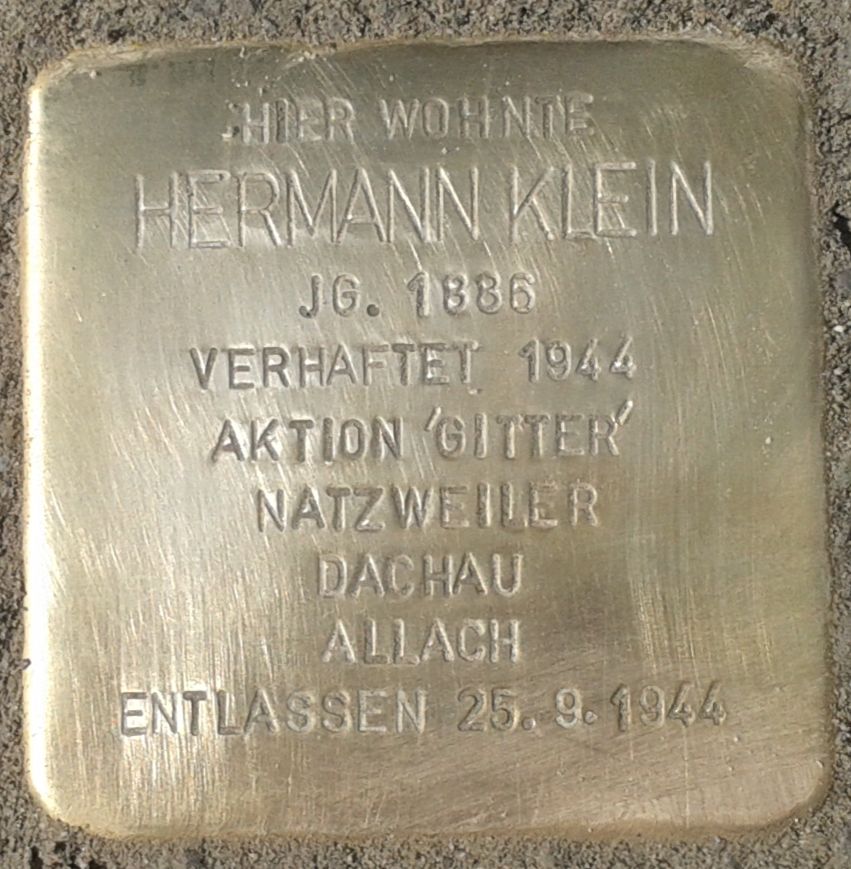 HIER WOHNTE
HERMANN KLEIN
JG. 1886
VERHAFTET 1944
AKTION 'GITTER'
NATZWEILER
DACHAU
ALLACH
ENTLASSEN 25.9.1944